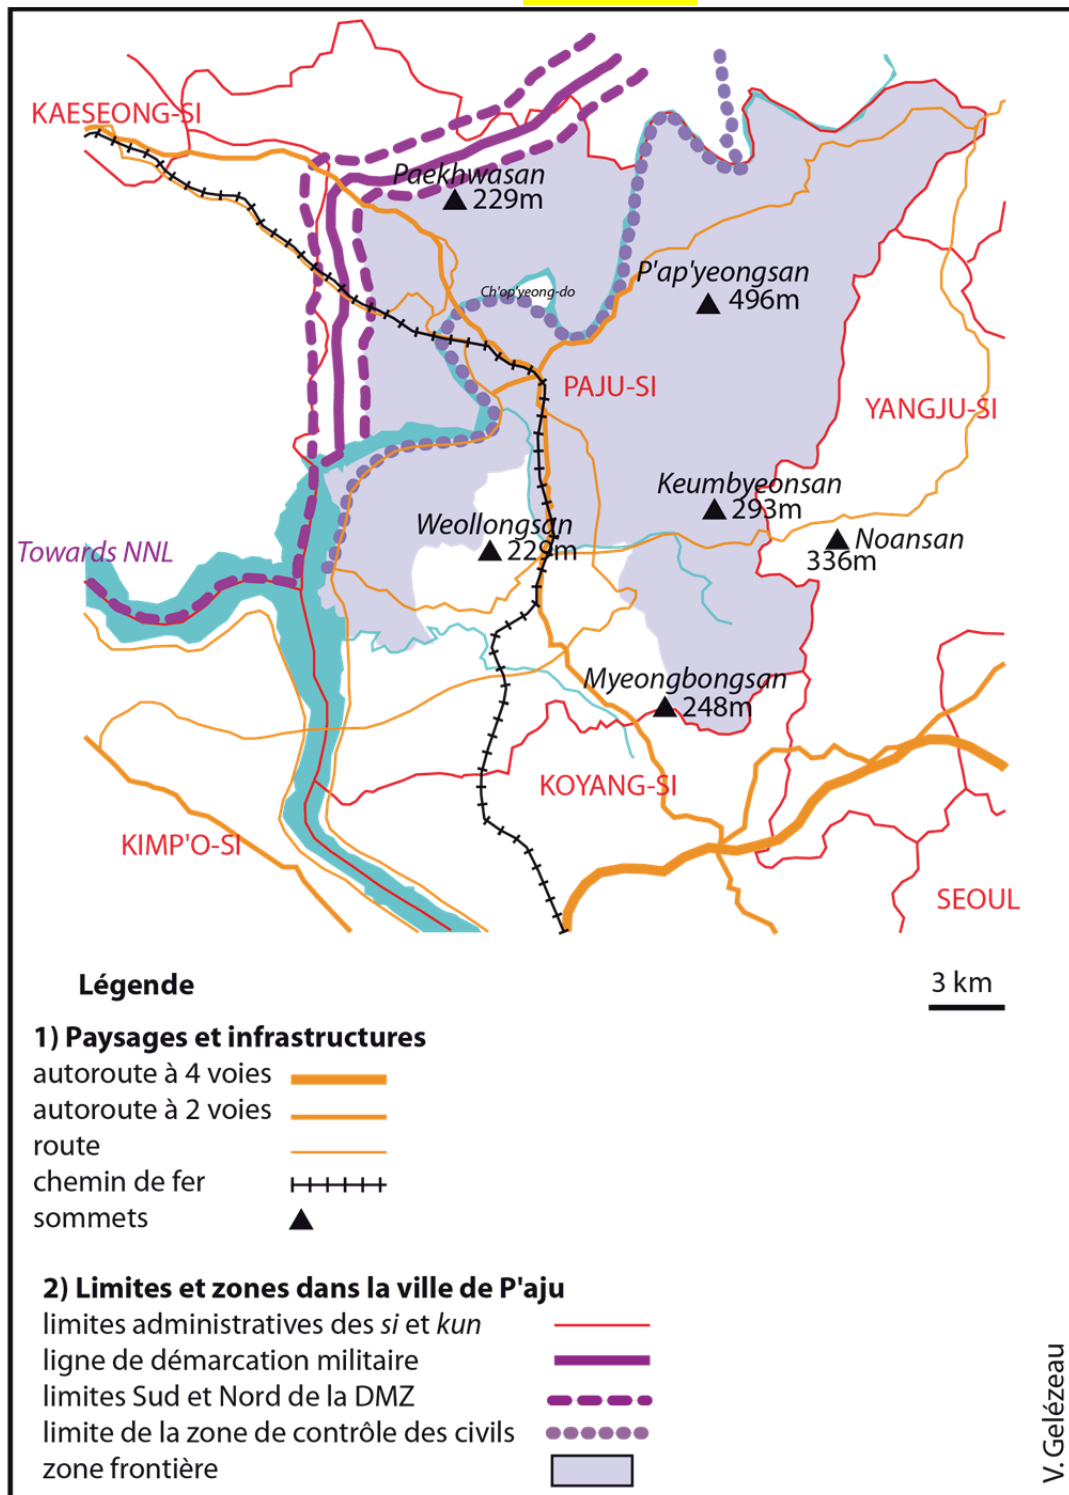 KAESEONG-SI
Paekhwasan
229m
Ch'op'yeong-do
P'ap'yeongsan
496m
PAJU-SI
YANGJU-SI
Keumbyeonsan
293m
Weollongsan
229m
Noansan
336m
Towards NNL
Myeongbongsan
248m
KOYANG-SI
KIMP'O-SI
SEOUL
Légende
3 km
1) Paysages et infrastructures
autoroute à 4 voies
autoroute à 2 voies
route
chemin de fer
sommets
2) Limites et zones dans la ville de P'aju
limites administratives des si et kun
ligne de démarcation militaire
limites Sud et Nord de la DMZ
limite de la zone de contrôle des civils
zone frontière
V. Gelézeau